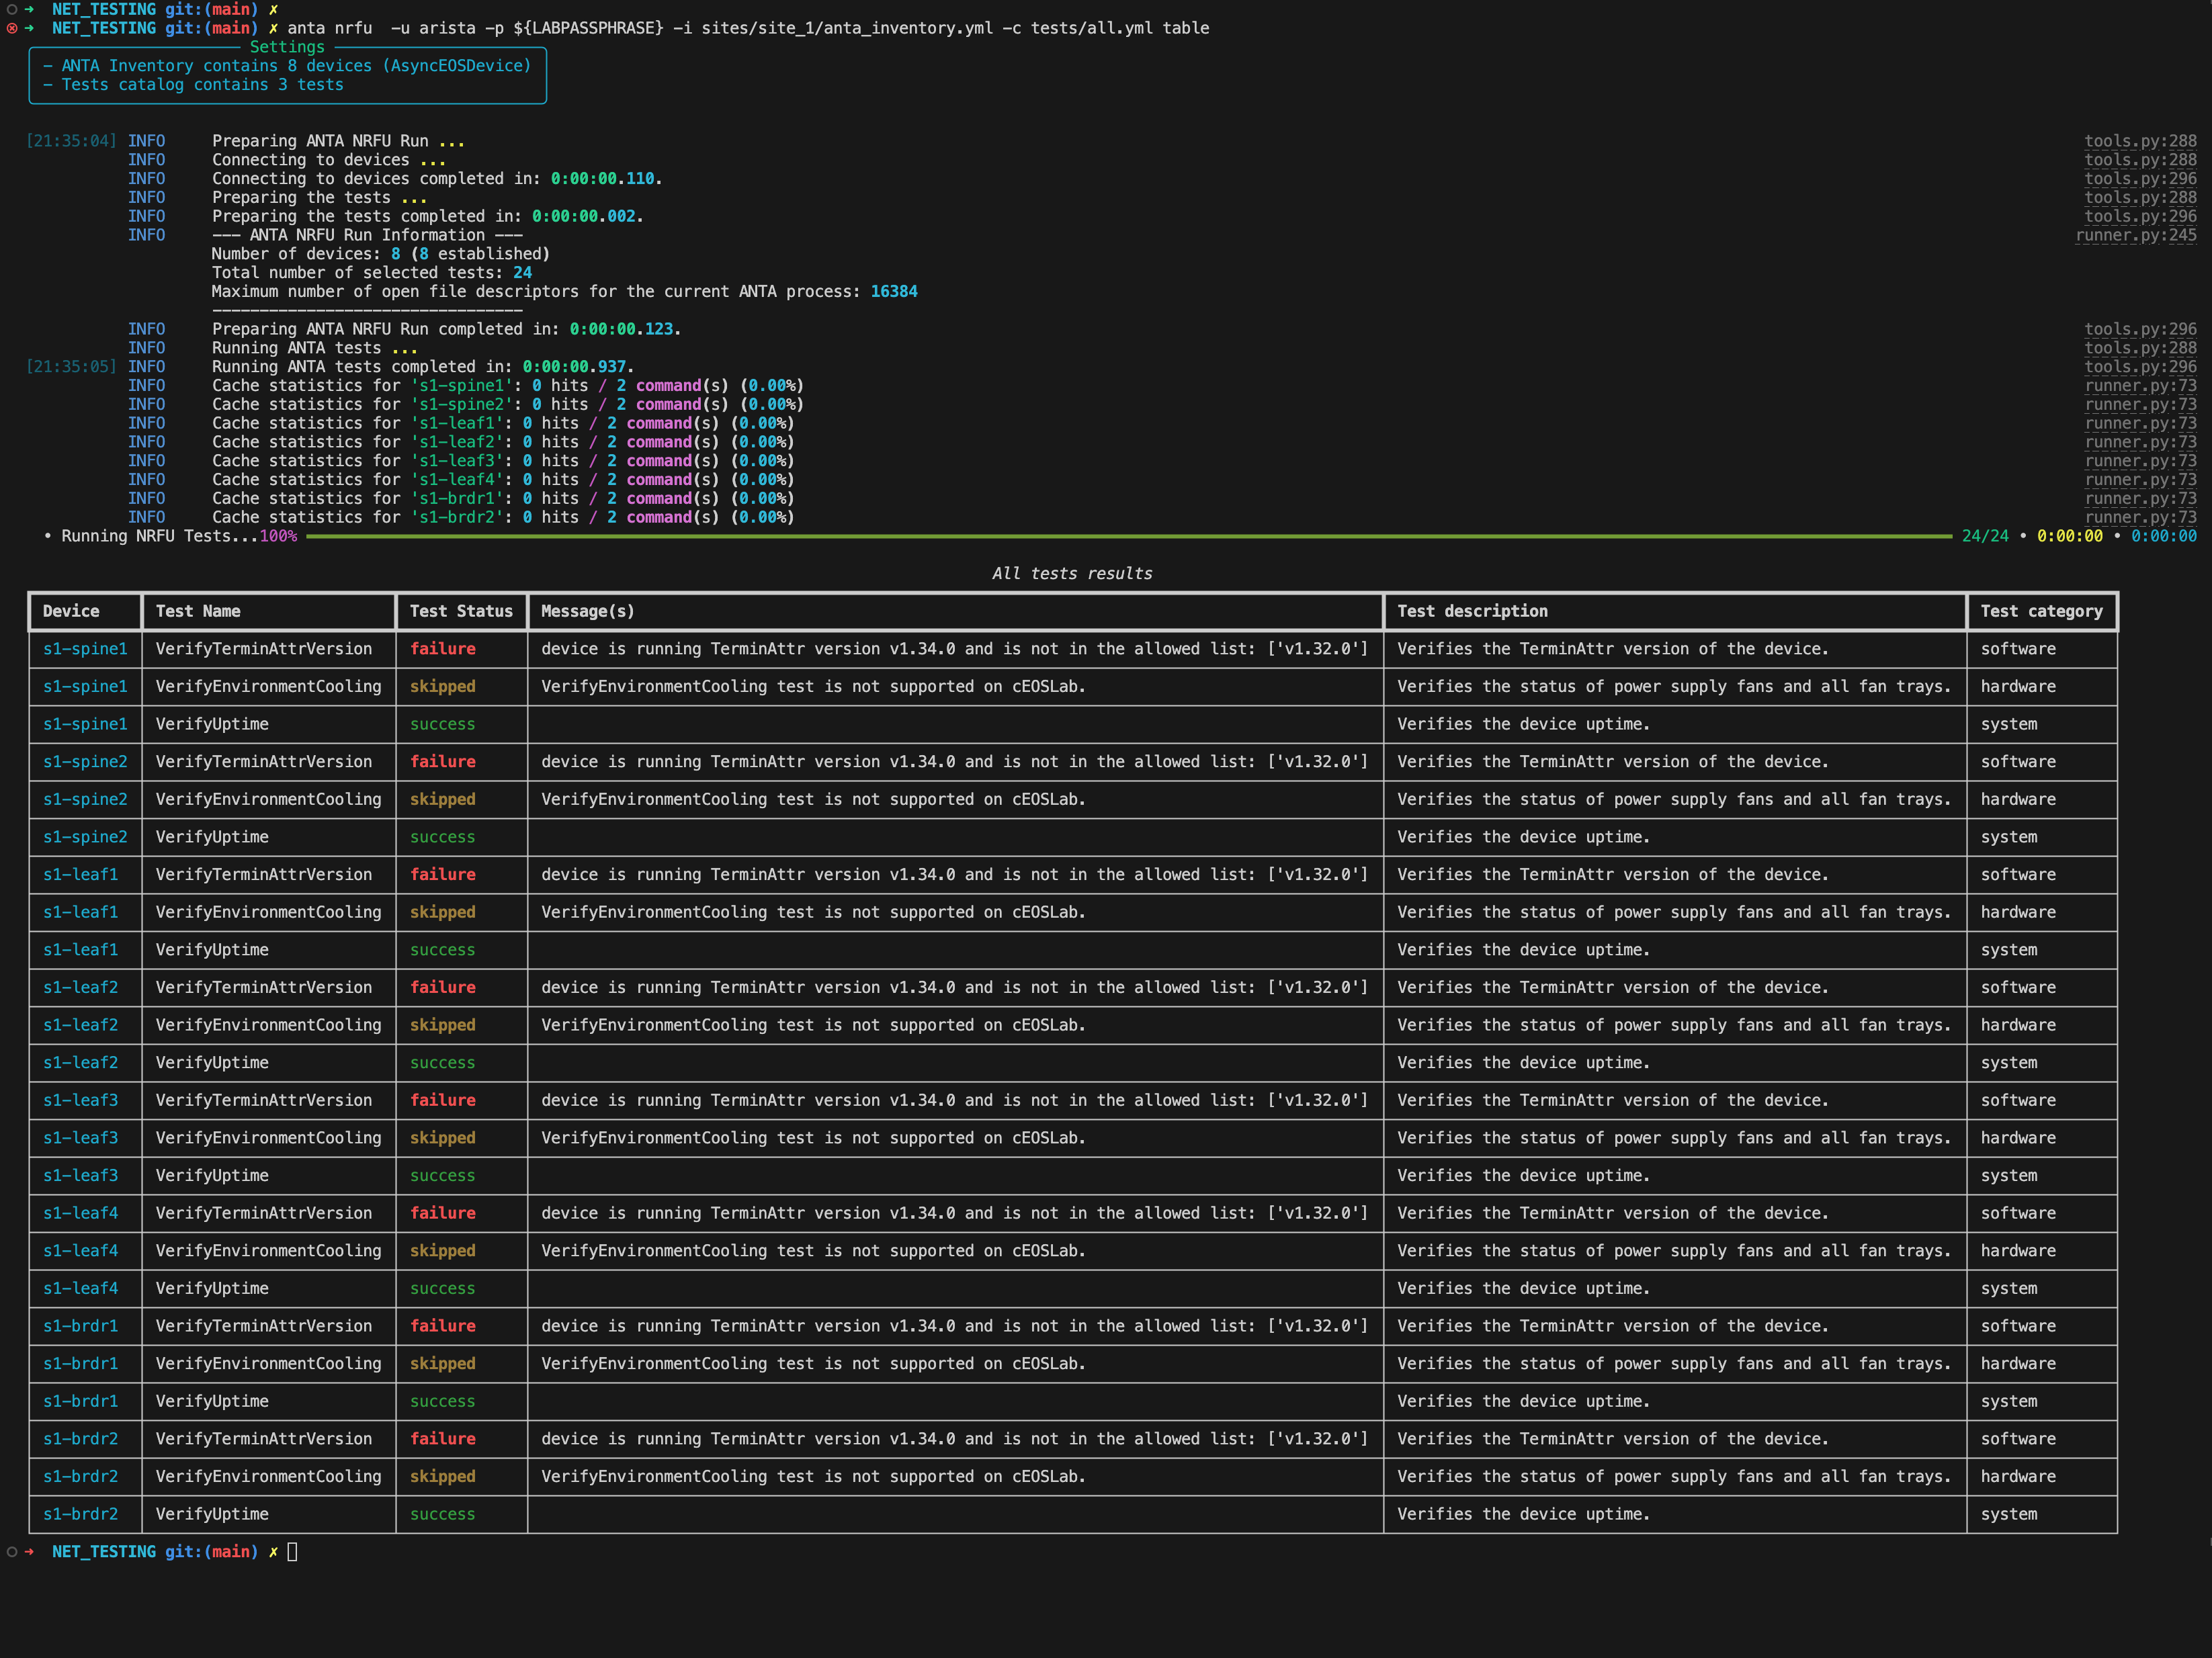 ➜ NET_TESTING git:(main) ✗
➜ NET_TESTING git:(main) ✗ anta nrfu  -u arista -p ${LABPASSPHRASE} -i sites/site_1/anta_inventory.yml -c tests/all.yml table
Settings
- ANTA Inventory contains 8 devices (AsyncEOSDevice)
- Tests catalog contains 3 tests
[21:35:04] INFO Preparing ANTA NRFU Run ... tools.py:288
INFO Connecting to devices ... tools.py:288
INFO Connecting to devices completed in: 0:00:00.110. tools.py:296
INFO Preparing the tests ... tools.py:288
INFO Preparing the tests completed in: 0:00:00.002. tools.py:296
INFO --- ANTA NRFU Run Information --- runner.py:245
Number of devices: 8 (8 established)
Total number of selected tests: 24
Maximum number of open file descriptors for the current ANTA process: 16384
---------------------------------
INFO Preparing ANTA NRFU Run completed in: 0:00:00.123. tools.py:296
INFO Running ANTA tests ... tools.py:288
[21:35:05] INFO Running ANTA tests completed in: 0:00:00.937. tools.py:296
INFO Cache statistics for 's1-spine1': 0 hits / 2 command(s) (0.00%) runner.py:73
INFO Cache statistics for 's1-spine2': 0 hits / 2 command(s) (0.00%) runner.py:73
INFO Cache statistics for 's1-leaf1': 0 hits / 2 command(s) (0.00%) runner.py:73
INFO Cache statistics for 's1-leaf2': 0 hits / 2 command(s) (0.00%) runner.py:73
INFO Cache statistics for 's1-leaf3': 0 hits / 2 command(s) (0.00%) runner.py:73
INFO Cache statistics for 's1-leaf4': 0 hits / 2 command(s) (0.00%) runner.py:73
INFO Cache statistics for 's1-brdr1': 0 hits / 2 command(s) (0.00%) runner.py:73
INFO Cache statistics for 's1-brdr2': 0 hits / 2 command(s) (0.00%) runner.py:73
• Running NRFU Tests...100% 24/24 • 0:00:00 • 0:00:00
All tests results
Device Test Name Test Status Message(s) Test description Test category
s1-spine1 VerifyTerminAttrVersion failure device is running TerminAttr version v1.34.0 and is not in the allowed list: ['v1.32.0'] Verifies the TerminAttr version of the device. software
s1-spine1 VerifyEnvironmentCooling skipped VerifyEnvironmentCooling test is not supported on cEOSLab. Verifies the status of power supply fans and all fan trays. hardware
s1-spine1 VerifyUptime success Verifies the device uptime. system
s1-spine2 VerifyTerminAttrVersion failure device is running TerminAttr version v1.34.0 and is not in the allowed list: ['v1.32.0'] Verifies the TerminAttr version of the device. software
s1-spine2 VerifyEnvironmentCooling skipped VerifyEnvironmentCooling test is not supported on cEOSLab. Verifies the status of power supply fans and all fan trays. hardware
s1-spine2 VerifyUptime success Verifies the device uptime. system
s1-leaf1 VerifyTerminAttrVersion failure device is running TerminAttr version v1.34.0 and is not in the allowed list: ['v1.32.0'] Verifies the TerminAttr version of the device. software
s1-leaf1 VerifyEnvironmentCooling skipped VerifyEnvironmentCooling test is not supported on cEOSLab. Verifies the status of power supply fans and all fan trays. hardware
s1-leaf1 VerifyUptime success Verifies the device uptime. system
s1-leaf2 VerifyTerminAttrVersion failure device is running TerminAttr version v1.34.0 and is not in the allowed list: ['v1.32.0'] Verifies the TerminAttr version of the device. software
s1-leaf2 VerifyEnvironmentCooling skipped VerifyEnvironmentCooling test is not supported on cEOSLab. Verifies the status of power supply fans and all fan trays. hardware
s1-leaf2 VerifyUptime success Verifies the device uptime. system
s1-leaf3 VerifyTerminAttrVersion failure device is running TerminAttr version v1.34.0 and is not in the allowed list: ['v1.32.0'] Verifies the TerminAttr version of the device. software
s1-leaf3 VerifyEnvironmentCooling skipped VerifyEnvironmentCooling test is not supported on cEOSLab. Verifies the status of power supply fans and all fan trays. hardware
s1-leaf3 VerifyUptime success Verifies the device uptime. system
s1-leaf4 VerifyTerminAttrVersion failure device is running TerminAttr version v1.34.0 and is not in the allowed list: ['v1.32.0'] Verifies the TerminAttr version of the device. software
s1-leaf4 VerifyEnvironmentCooling skipped VerifyEnvironmentCooling test is not supported on cEOSLab. Verifies the status of power supply fans and all fan trays. hardware
s1-leaf4 VerifyUptime success Verifies the device uptime. system
s1-brdr1 VerifyTerminAttrVersion failure device is running TerminAttr version v1.34.0 and is not in the allowed list: ['v1.32.0'] Verifies the TerminAttr version of the device. software
s1-brdr1 VerifyEnvironmentCooling skipped VerifyEnvironmentCooling test is not supported on cEOSLab. Verifies the status of power supply fans and all fan trays. hardware
s1-brdr1 VerifyUptime success Verifies the device uptime. system
s1-brdr2 VerifyTerminAttrVersion failure device is running TerminAttr version v1.34.0 and is not in the allowed list: ['v1.32.0'] Verifies the TerminAttr version of the device. software
s1-brdr2 VerifyEnvironmentCooling skipped VerifyEnvironmentCooling test is not supported on cEOSLab. Verifies the status of power supply fans and all fan trays. hardware
s1-brdr2 VerifyUptime success Verifies the device uptime. system
➜ NET_TESTING git:(main) ✗